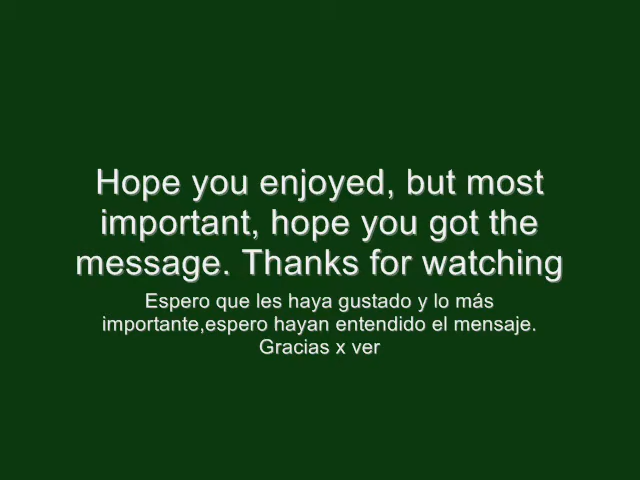 Hope you enjoyed, but most
important, hope you got the
message. Thanks for watching
Espero que les haya gustado y lo más
importante,espero hayan entendido el mensaje.
Gracias x ver